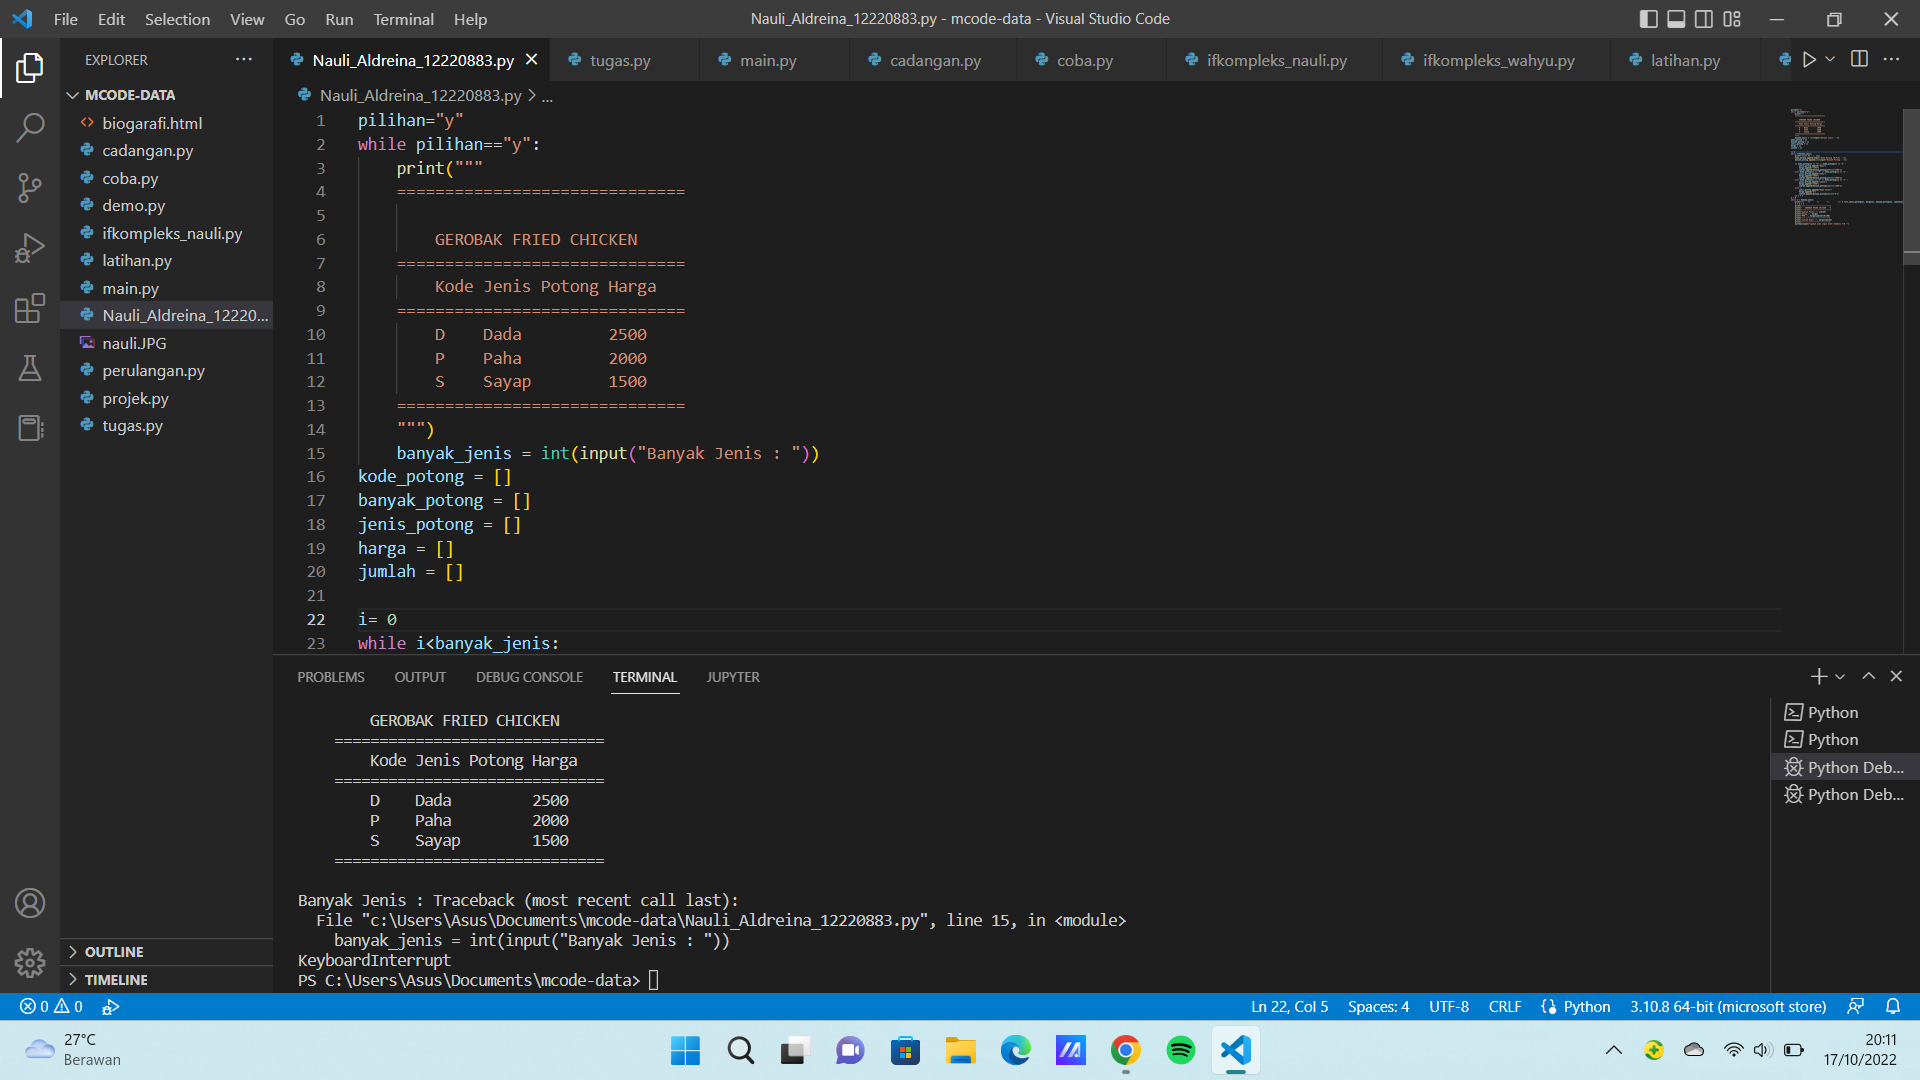 File Edit Selection View Go Run Terminal Help
Nauli_Aldreina_12220883.py - mcode-data - Visual Studio Code
EXPLORER
Nauli_Aldreina_12220883.py tugas.py main.py cadangan.py coba.py ifkompleks_nauli.py ifkompleks_wahyu.py latihan.py
MCODE-DATA
biogarafi.html
cadangan.py
coba.py
demo.py
ifkompleks_nauli.py
latihan.py
main.py
Nauli_Aldreina_12220...
nauli.JPG
perulangan.py
projek.py
tugas.py
OUTLINE
TIMELINE
Nauli_Aldreina_12220883.py > ...
1 pilihan="y"
2 while pilihan=="y":
3 print("""
4 ==============================
5
6 GEROBAK FRIED CHICKEN
7 ==============================
8 Kode Jenis Potong Harga
9 ==============================
10 D Dada 2500
11 P Paha 2000
12 S Sayap 1500
13 ==============================
14 """)
15 banyak_jenis = int(input("Banyak Jenis : "))
16 kode_potong = []
17 banyak_potong = []
18 jenis_potong = []
19 harga = []
20 jumlah = []
21
22 i= 0
23 while i<banyak_jenis:
PROBLEMS OUTPUT DEBUG CONSOLE TERMINAL JUPYTER
GEROBAK FRIED CHICKEN
==============================
Kode Jenis Potong Harga
==============================
D Dada 2500
P Paha 2000
S Sayap 1500
==============================
Banyak Jenis : Traceback (most recent call last):
File "c:\Users\Asus\Documents\mcode-data\Nauli_Aldreina_12220883.py", line 15, in <module>
banyak_jenis = int(input("Banyak Jenis : "))
KeyboardInterrupt
PS C:\Users\Asus\Documents\mcode-data>
Python
Python
Python Deb...
Python Deb...
0 0
Ln 22, Col 5 Spaces: 4 UTF-8 CRLF Python 3.10.8 64-bit (microsoft store)
27°C
Berawan
20:11
17/10/2022